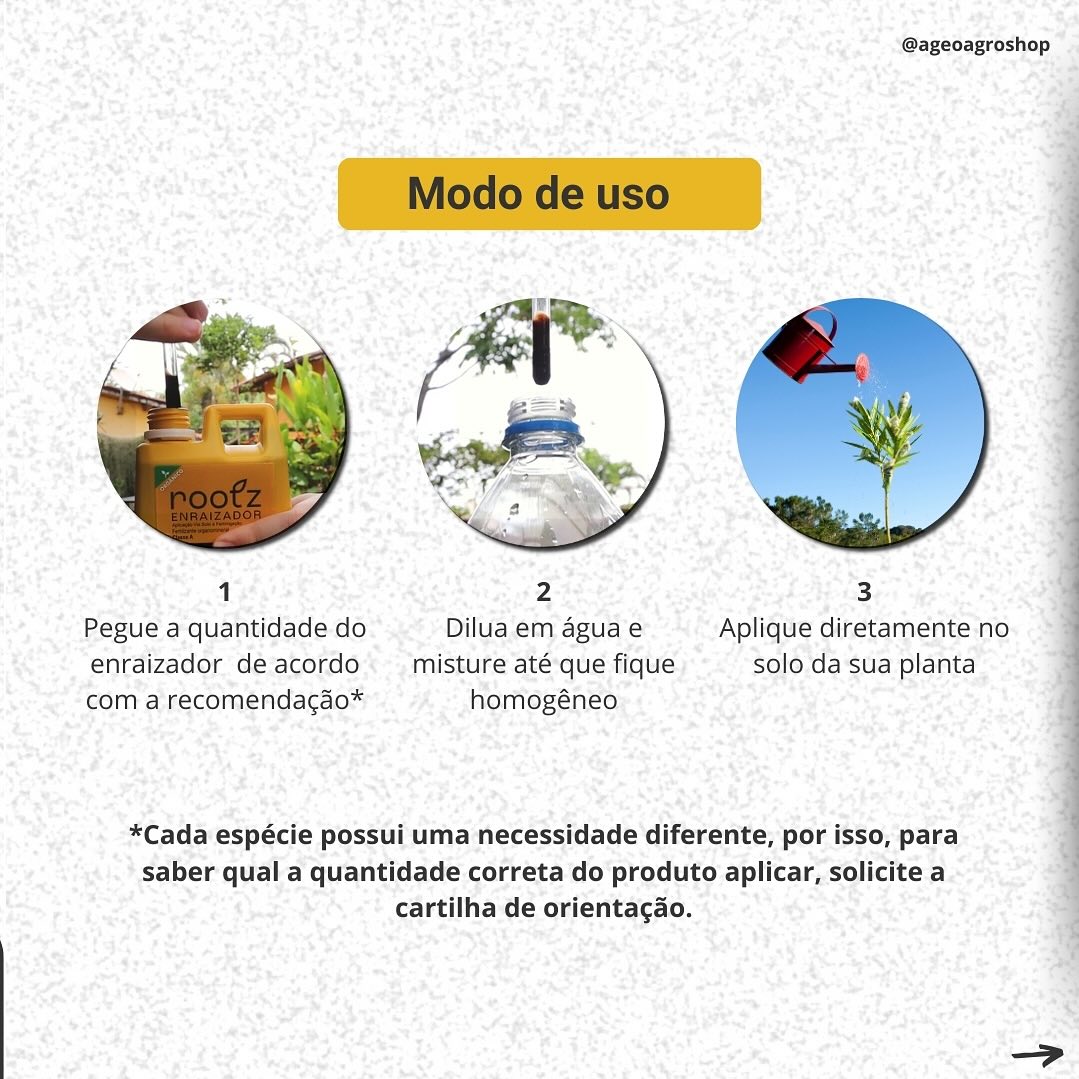 @ageoagroshop
Modo de uso
ORGÂNICO
rootz
ENRAIZADOR
Aplicação Via Solo e Fertirrigação
Fertilizante organomineral
Classe A
1
Pegue a quantidade do
enraizador de acordo
com a recomendação*
2
Dilua em água e
misture até que fique
homogêneo
3
Aplique diretamente no
solo da sua planta
*Cada espécie possui uma necessidade diferente, por isso, para
saber qual a quantidade correta do produto aplicar, solicite a
cartilha de orientação.